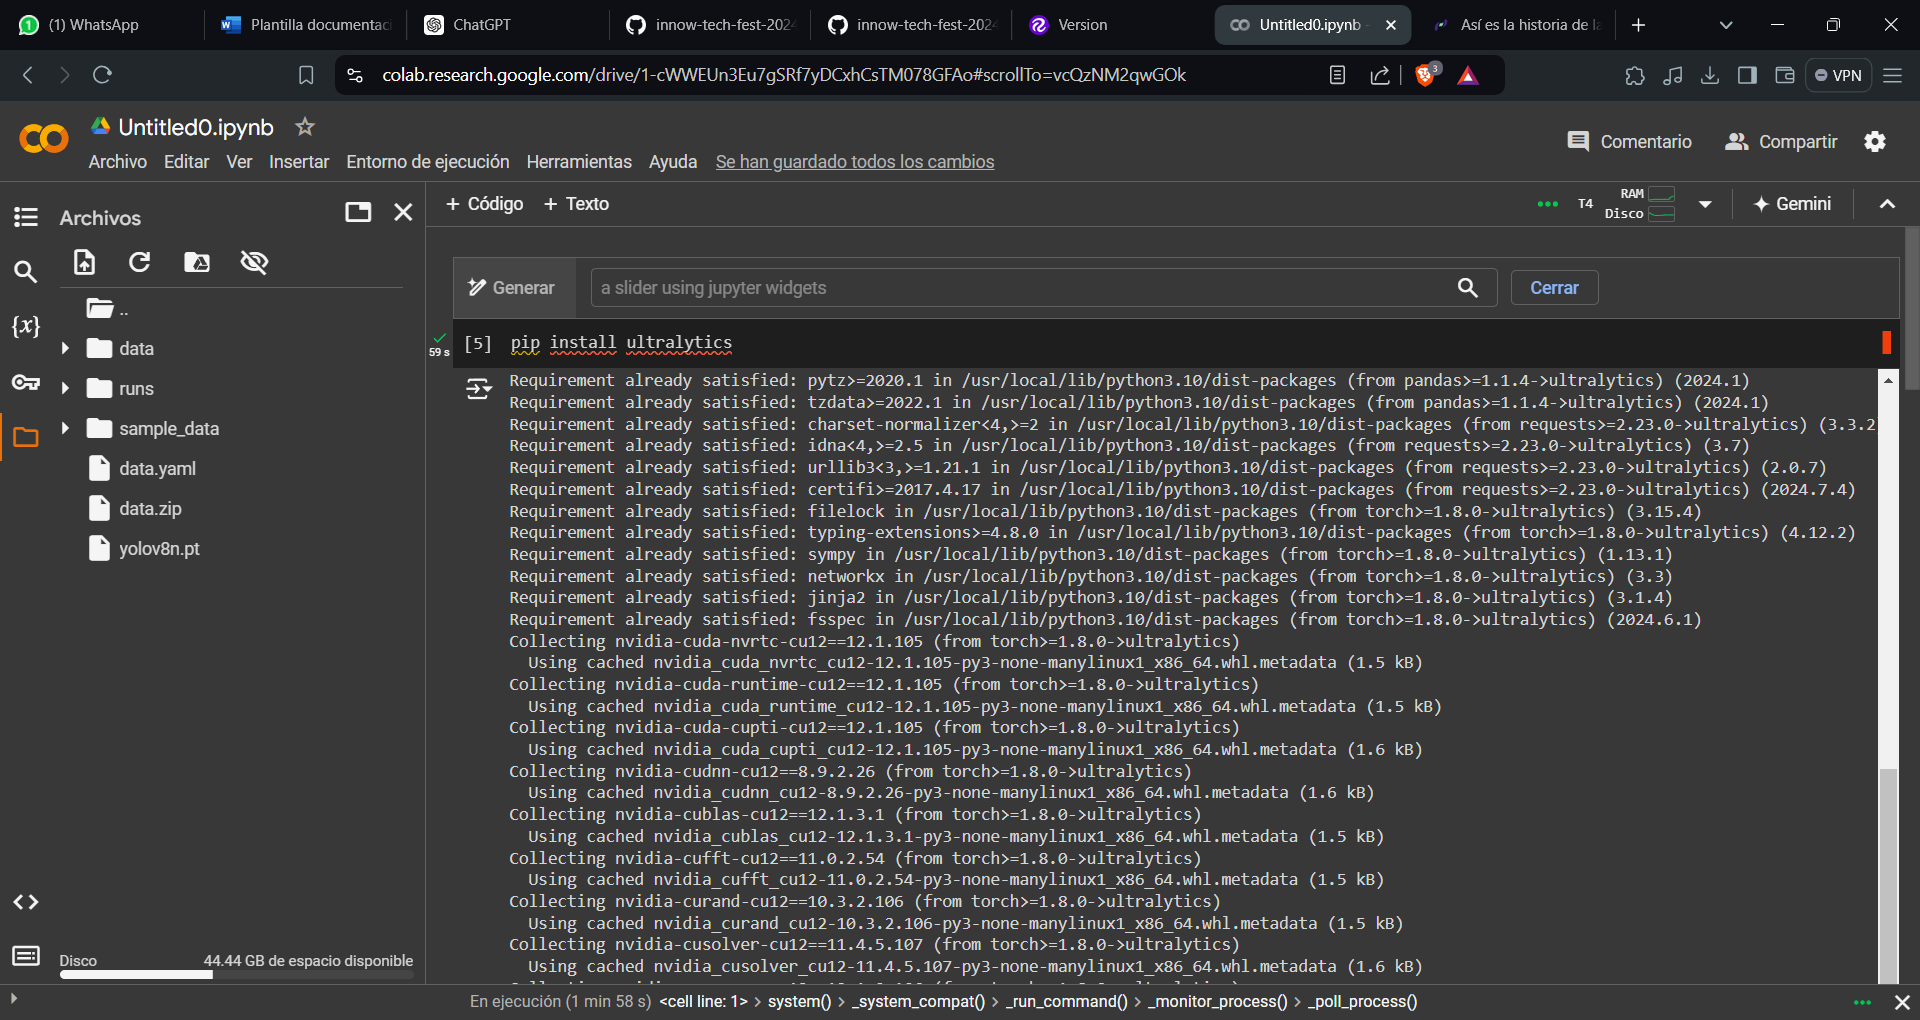 (1) WhatsApp
Plantilla documentaci
ChatGPT
innow-tech-fest-2024
innow-tech-fest-2024
Version
Untitled0.ipynb
Así es la historia de la
colab.research.google.com/drive/1-cWWEUn3Eu7gSRf7yDCxhCsTM078GFAo#scrollTo=vcQzNM2qwGOk
3
VPN
Untitled0.ipynb
Archivo Editar Ver Insertar Entorno de ejecución Herramientas Ayuda Se han guardado todos los cambios
Comentario
Compartir
Archivos
+ Código + Texto
T4
RAM
Disco
Gemini
..
data
runs
sample_data
data.yaml
data.zip
yolov8n.pt
Disco 44.44 GB de espacio disponible
Generar
a slider using jupyter widgets
Cerrar
59 s
[5] pip install ultralytics
Requirement already satisfied: pytz>=2020.1 in /usr/local/lib/python3.10/dist-packages (from pandas>=1.1.4->ultralytics) (2024.1)
Requirement already satisfied: tzdata>=2022.1 in /usr/local/lib/python3.10/dist-packages (from pandas>=1.1.4->ultralytics) (2024.1)
Requirement already satisfied: charset-normalizer<4,>=2 in /usr/local/lib/python3.10/dist-packages (from requests>=2.23.0->ultralytics) (3.3.2
Requirement already satisfied: idna<4,>=2.5 in /usr/local/lib/python3.10/dist-packages (from requests>=2.23.0->ultralytics) (3.7)
Requirement already satisfied: urllib3<3,>=1.21.1 in /usr/local/lib/python3.10/dist-packages (from requests>=2.23.0->ultralytics) (2.0.7)
Requirement already satisfied: certifi>=2017.4.17 in /usr/local/lib/python3.10/dist-packages (from requests>=2.23.0->ultralytics) (2024.7.4)
Requirement already satisfied: filelock in /usr/local/lib/python3.10/dist-packages (from torch>=1.8.0->ultralytics) (3.15.4)
Requirement already satisfied: typing-extensions>=4.8.0 in /usr/local/lib/python3.10/dist-packages (from torch>=1.8.0->ultralytics) (4.12.2)
Requirement already satisfied: sympy in /usr/local/lib/python3.10/dist-packages (from torch>=1.8.0->ultralytics) (1.13.1)
Requirement already satisfied: networkx in /usr/local/lib/python3.10/dist-packages (from torch>=1.8.0->ultralytics) (3.3)
Requirement already satisfied: jinja2 in /usr/local/lib/python3.10/dist-packages (from torch>=1.8.0->ultralytics) (3.1.4)
Requirement already satisfied: fsspec in /usr/local/lib/python3.10/dist-packages (from torch>=1.8.0->ultralytics) (2024.6.1)
Collecting nvidia-cuda-nvrtc-cu12==12.1.105 (from torch>=1.8.0->ultralytics)
Using cached nvidia_cuda_nvrtc_cu12-12.1.105-py3-none-manylinux1_x86_64.whl.metadata (1.5 kB)
Collecting nvidia-cuda-runtime-cu12==12.1.105 (from torch>=1.8.0->ultralytics)
Using cached nvidia_cuda_runtime_cu12-12.1.105-py3-none-manylinux1_x86_64.whl.metadata (1.5 kB)
Collecting nvidia-cuda-cupti-cu12==12.1.105 (from torch>=1.8.0->ultralytics)
Using cached nvidia_cuda_cupti_cu12-12.1.105-py3-none-manylinux1_x86_64.whl.metadata (1.6 kB)
Collecting nvidia-cudnn-cu12==8.9.2.26 (from torch>=1.8.0->ultralytics)
Using cached nvidia_cudnn_cu12-8.9.2.26-py3-none-manylinux1_x86_64.whl.metadata (1.6 kB)
Collecting nvidia-cublas-cu12==12.1.3.1 (from torch>=1.8.0->ultralytics)
Using cached nvidia_cublas_cu12-12.1.3.1-py3-none-manylinux1_x86_64.whl.metadata (1.5 kB)
Collecting nvidia-cufft-cu12==11.0.2.54 (from torch>=1.8.0->ultralytics)
Using cached nvidia_cufft_cu12-11.0.2.54-py3-none-manylinux1_x86_64.whl.metadata (1.5 kB)
Collecting nvidia-curand-cu12==10.3.2.106 (from torch>=1.8.0->ultralytics)
Using cached nvidia_curand_cu12-10.3.2.106-py3-none-manylinux1_x86_64.whl.metadata (1.5 kB)
Collecting nvidia-cusolver-cu12==11.4.5.107 (from torch>=1.8.0->ultralytics)
Using cached nvidia_cusolver_cu12-11.4.5.107-py3-none-manylinux1_x86_64.whl.metadata (1.6 kB)
En ejecución (1 min 58 s) <cell line: 1> > system() > _system_compat() > _run_command() > _monitor_process() > _poll_process()